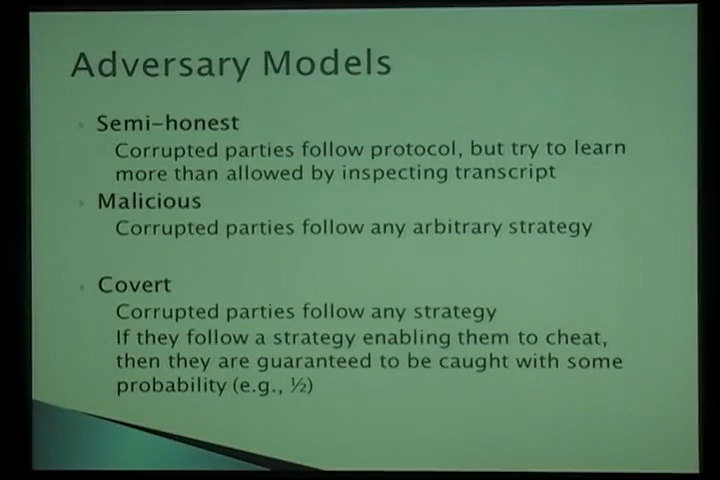 Adversary Models
Semi-honest
Corrupted parties follow protocol, but try to learn
more than allowed by inspecting transcript
Malicious
Corrupted parties follow any arbitrary strategy
Covert
Corrupted parties follow any strategy
If they follow a strategy enabling them to cheat,
then they are guaranteed to be caught with some
probability (e.g., ½)